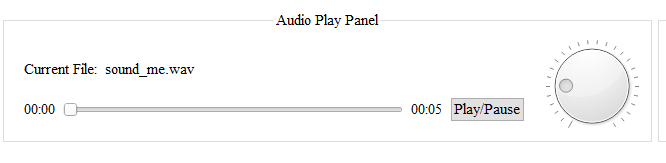 Audio Play Panel
Current File: sound_me.wav
00:00 00:05 Play/Pause